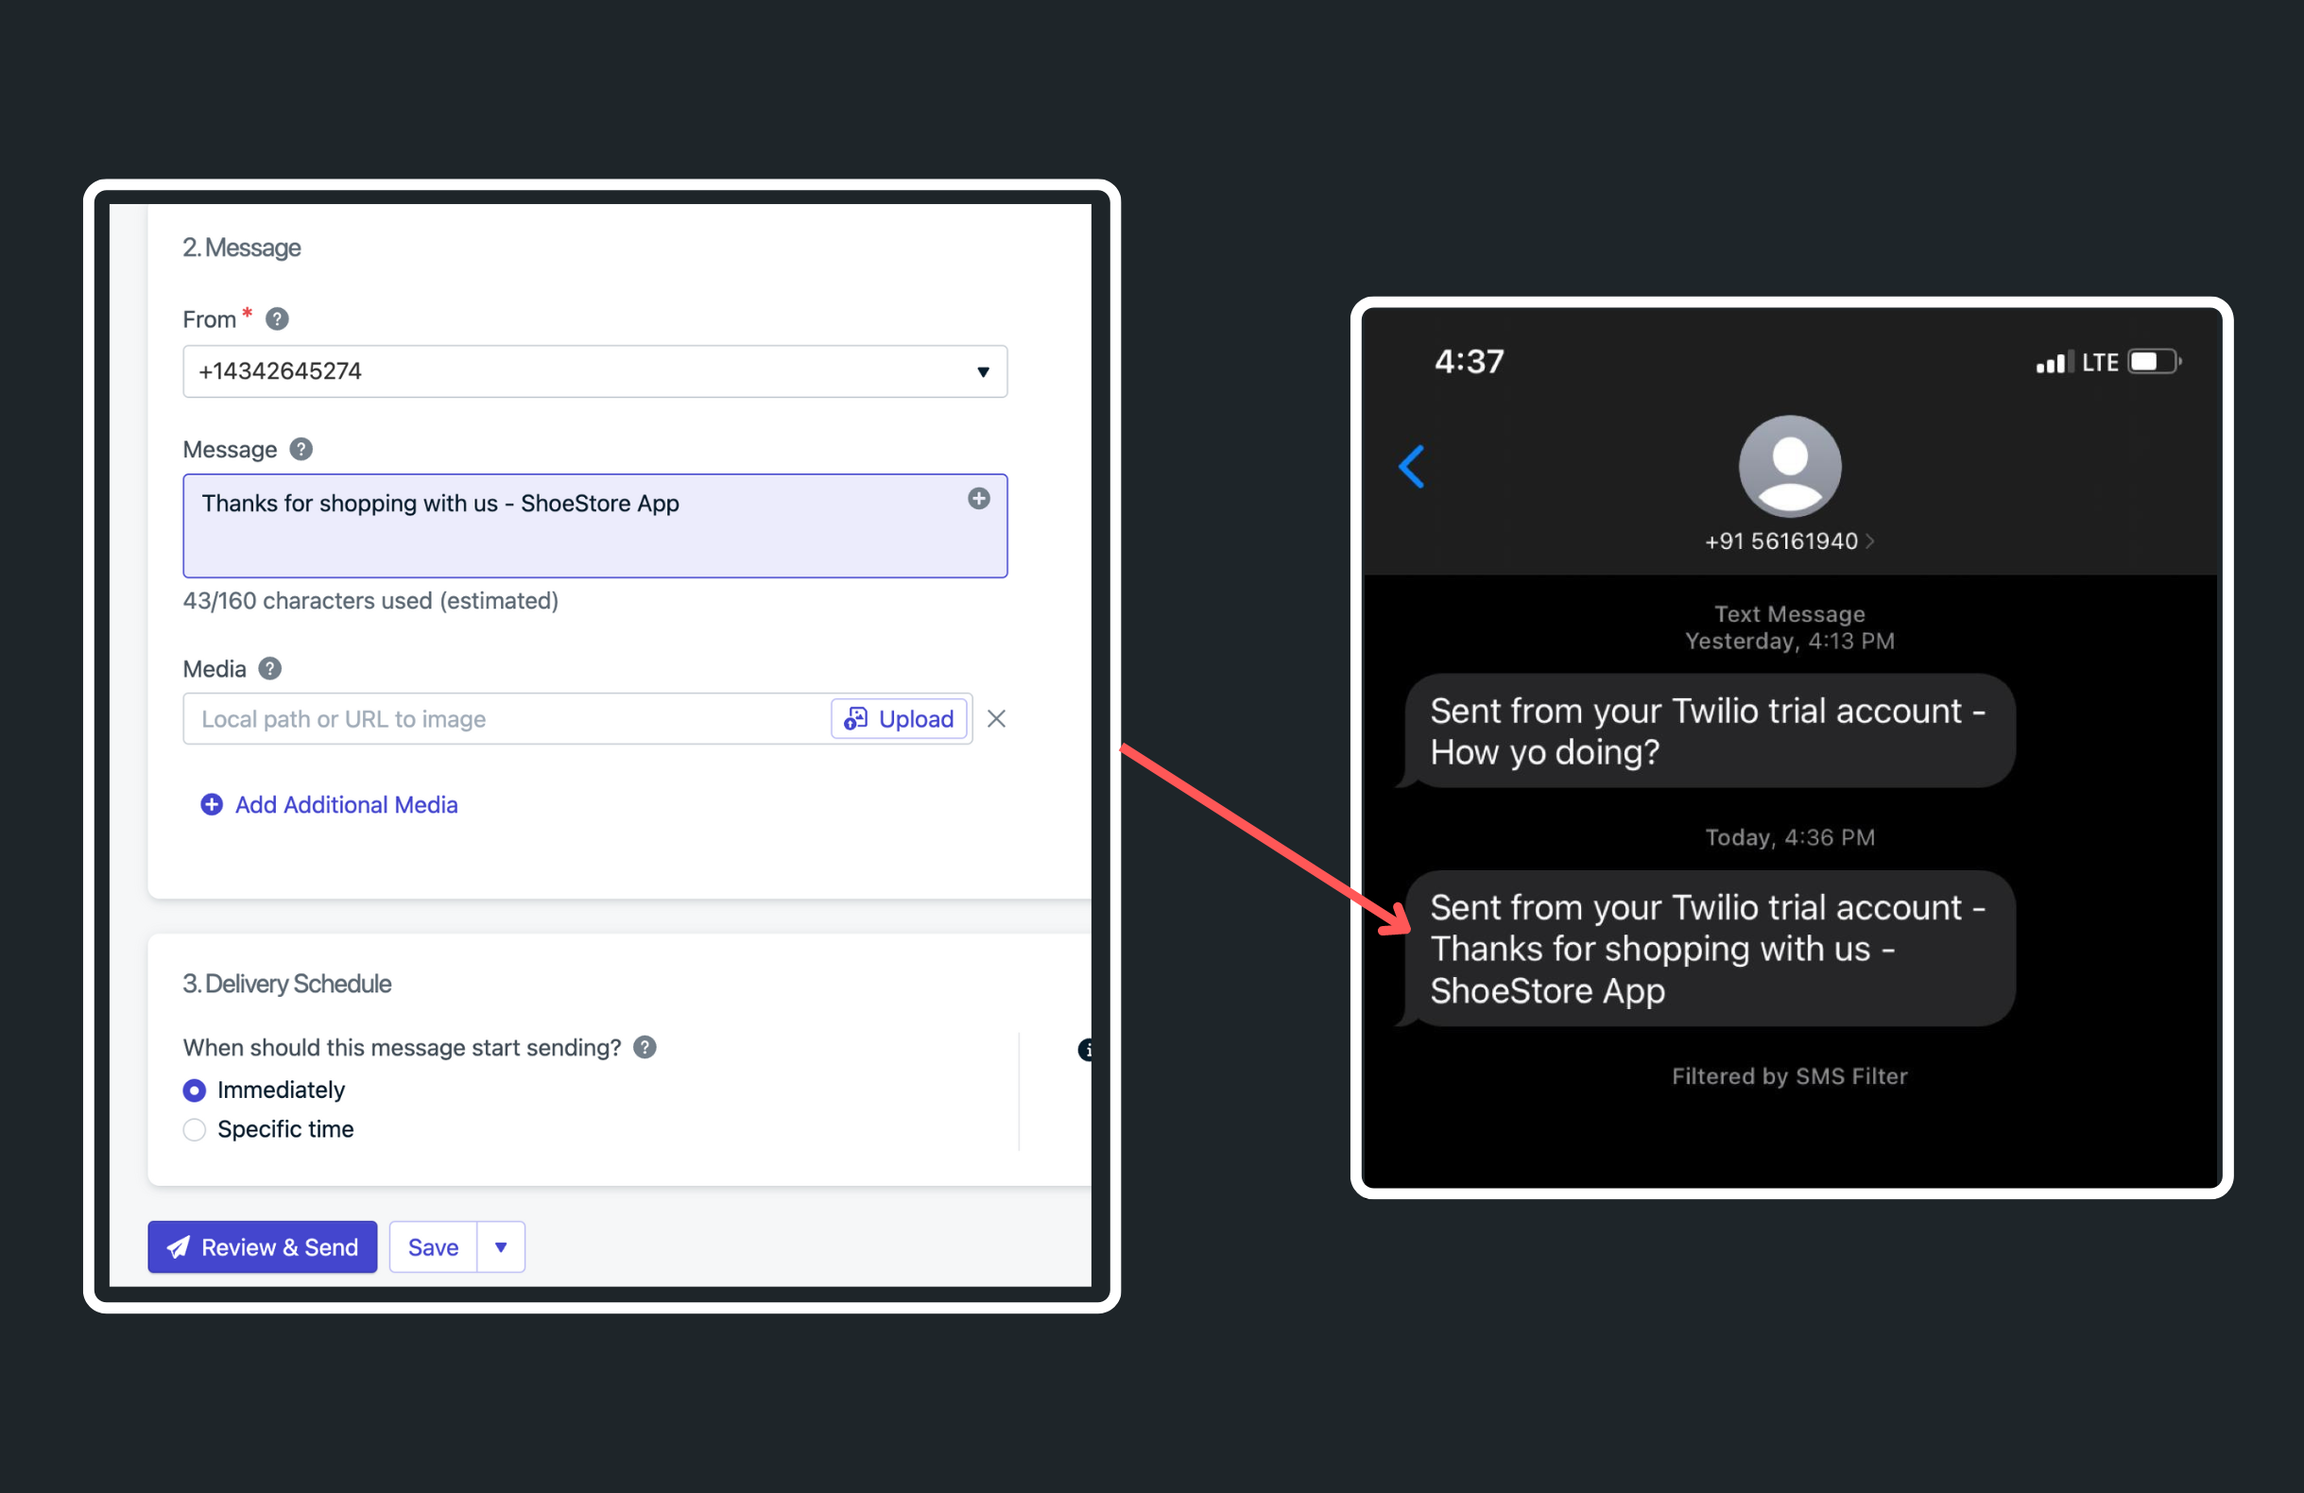 2. Message
From *
+14342645274
Message
Thanks for shopping with us - ShoeStore App
43/160 characters used (estimated)
Media
Local path or URL to image
Upload
Add Additional Media
3. Delivery Schedule
When should this message start sending?
Immediately
Specific time
Review & Send
Save
4:37
LTE
+91 56161940
Text Message
Yesterday, 4:13 PM
Sent from your Twilio trial account -
How yo doing?
Today, 4:36 PM
Sent from your Twilio trial account -
Thanks for shopping with us -
ShoeStore App
Filtered by SMS Filter